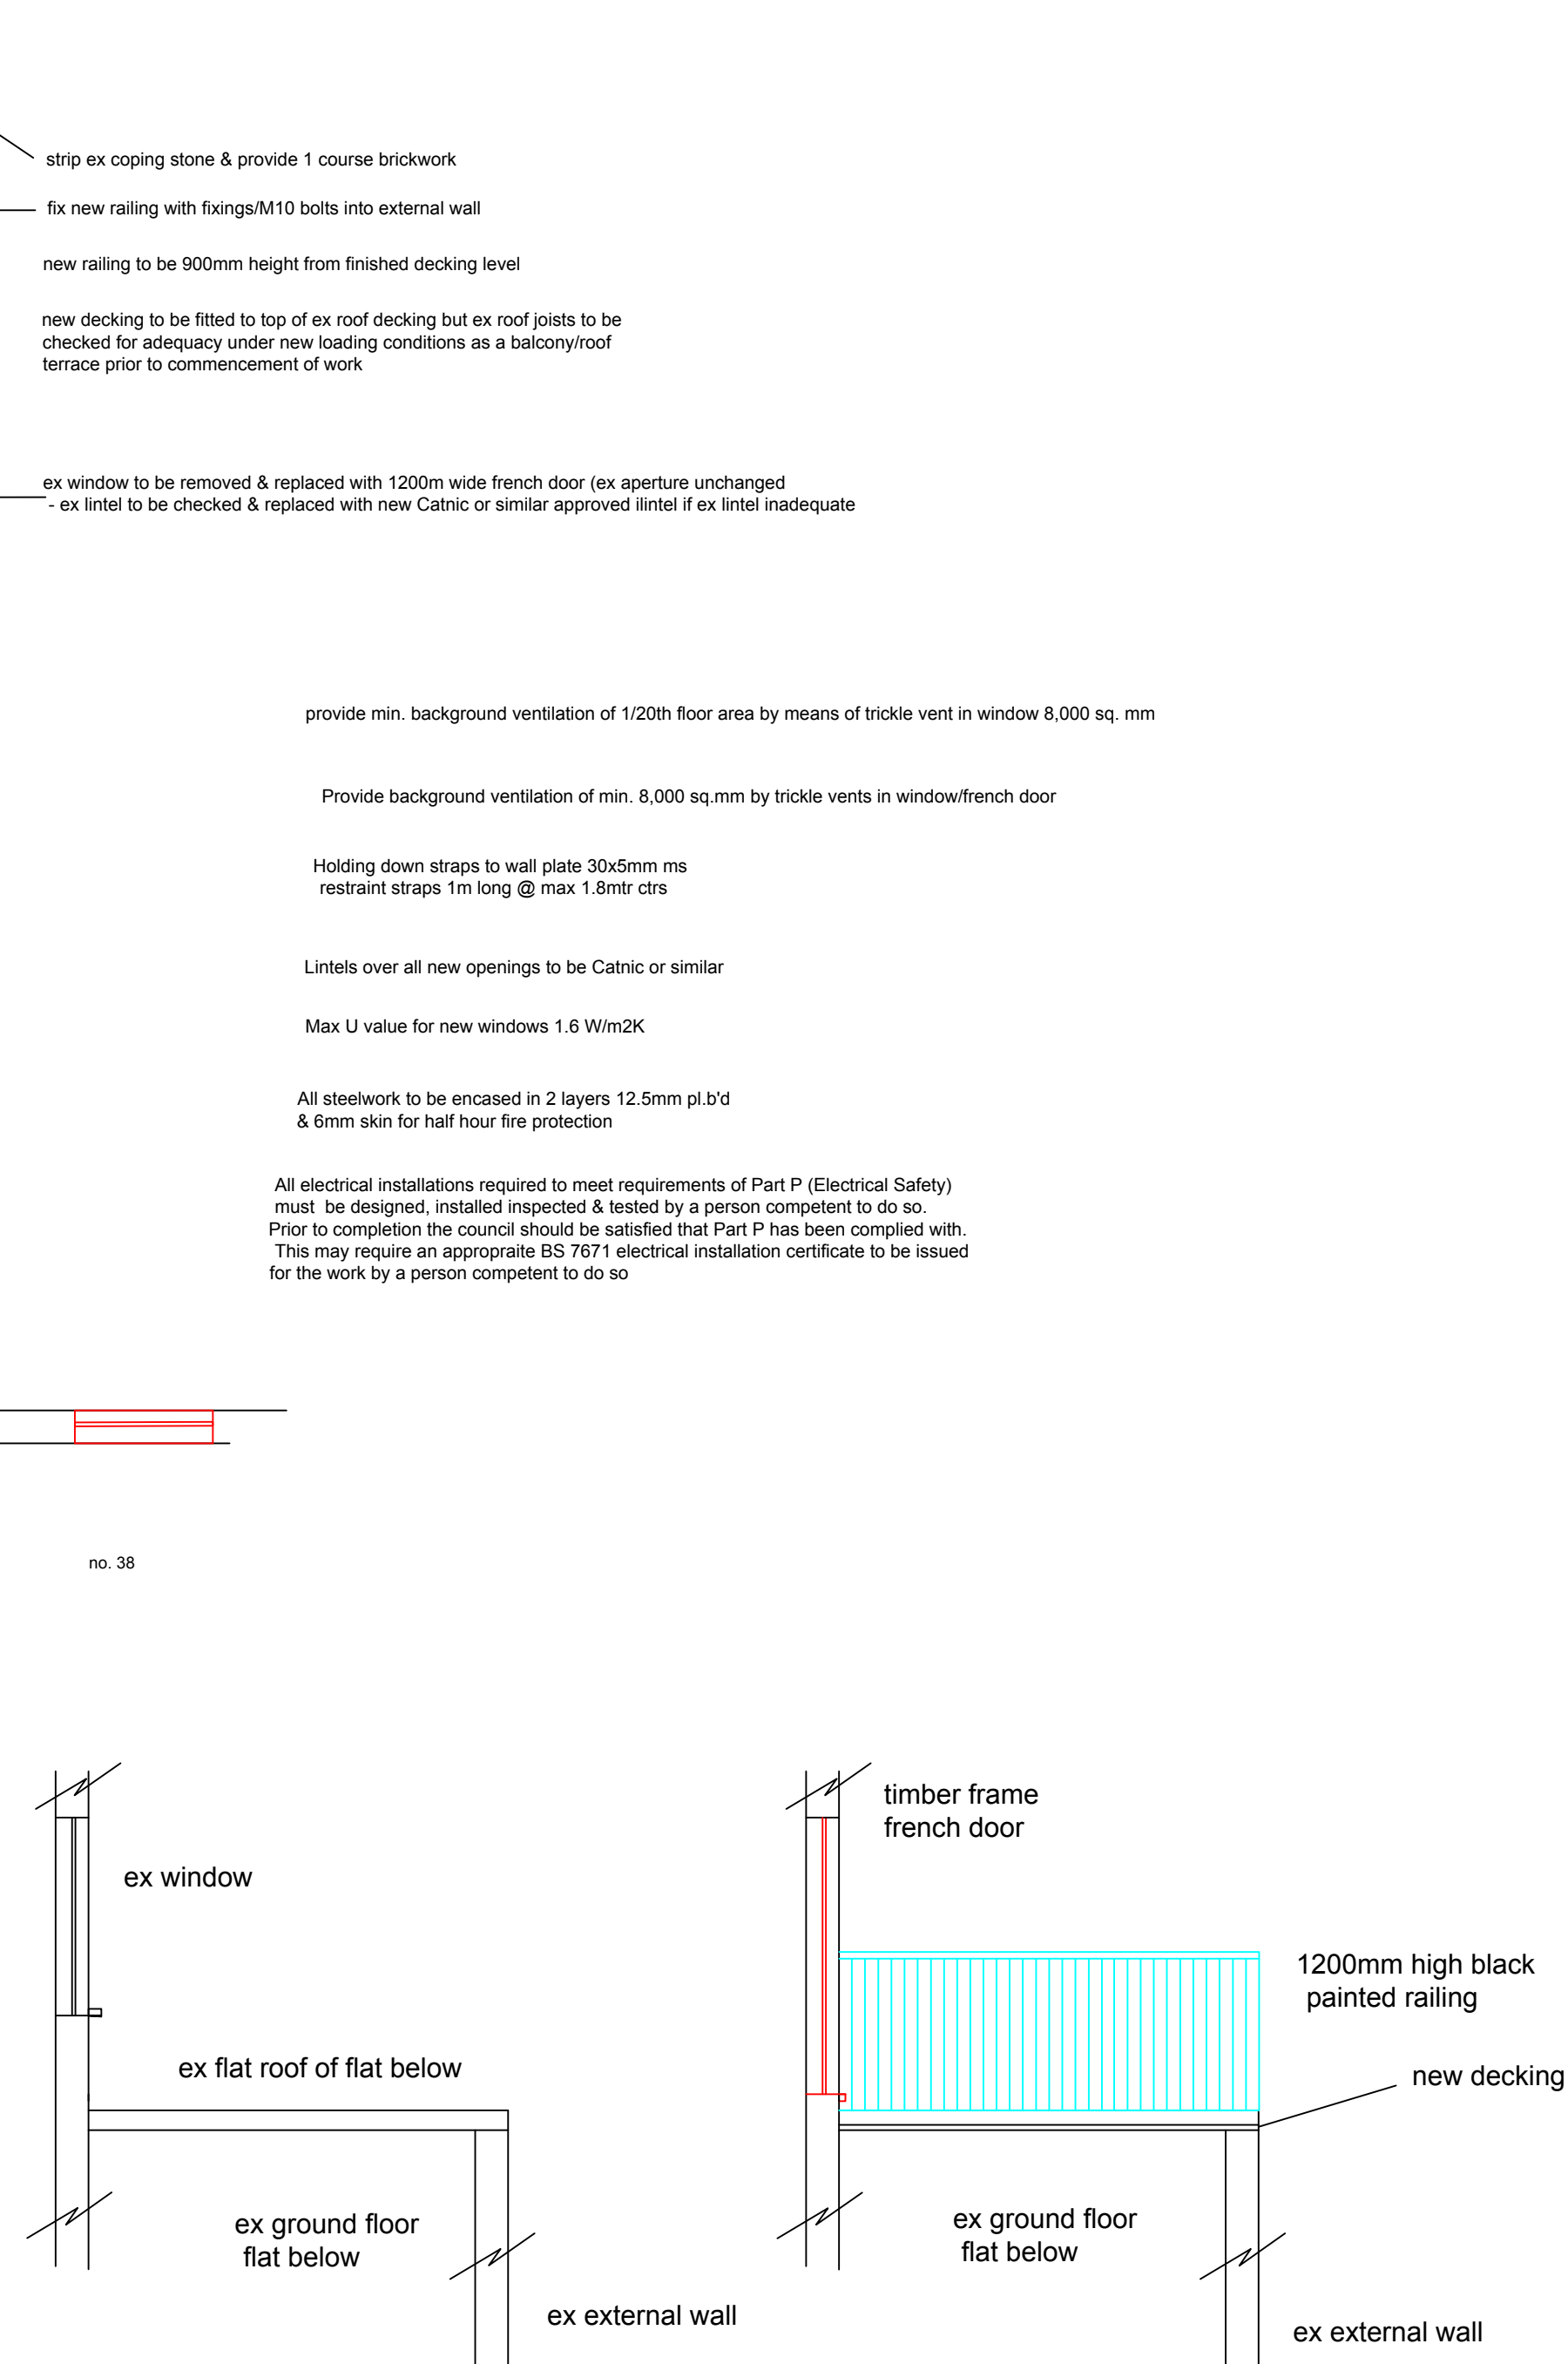 strip ex coping stone & provide 1 course brickwork
fix new railing with fixings/M10 bolts into external wall
new railing to be 900mm height from finished decking level
new decking to be fitted to top of ex roof decking but ex roof joists to be
checked for adequacy under new loading conditions as a balcony/roof
terrace prior to commencement of work
ex window to be removed & replaced with 1200m wide french door (ex aperture unchanged
- ex lintel to be checked & replaced with new Catnic or similar approved ilintel if ex lintel inadequate
provide min. background ventilation of 1/20th floor area by means of trickle vent in window 8,000 sq. mm
Provide background ventilation of min. 8,000 sq.mm by trickle vents in window/french door
Holding down straps to wall plate 30x5mm ms
restraint straps 1m long @ max 1.8mtr ctrs
Lintels over all new openings to be Catnic or similar
Max U value for new windows 1.6 W/m2K
All steelwork to be encased in 2 layers 12.5mm pl.b'd
& 6mm skin for half hour fire protection
All electrical installations required to meet requirements of Part P (Electrical Safety)
must be designed, installed inspected & tested by a person competent to do so.
Prior to completion the council should be satisfied that Part P has been complied with.
This may require an appropraite BS 7671 electrical installation certificate to be issued
for the work by a person competent to do so
no. 38
ex window
ex flat roof of flat below
ex ground floor
flat below
ex external wall
timber frame
french door
1200mm high black
painted railing
new decking
ex ground floor
flat below
ex external wall